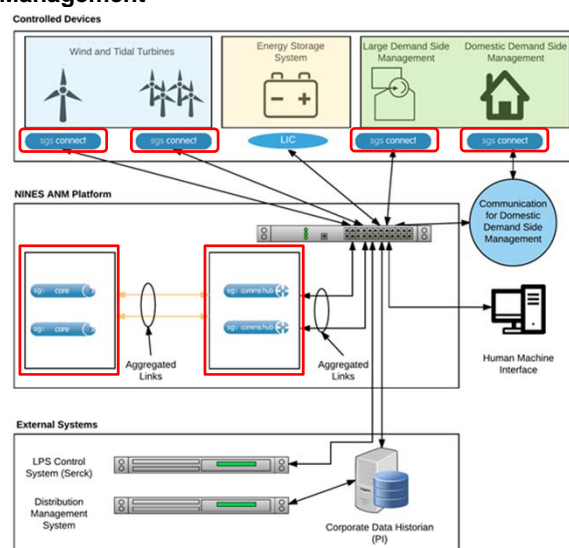 Management
Controlled Devices
Wind and Tidal Turbines
Energy Storage
System
Large Demand Side
Management
Domestic Demand Side
Management
sgs connect
sgs connect
LIC
sgs connect
sgs connect
NINES ANM Platform
Communication
for Domestic
Demand Side
Management
sgs core
sgs comms.hub
sgs core
sgs comms.hub
Aggregated
Links
Aggregated
Links
Human Machine
Interface
External Systems
LPS Control
System (Serck)
Distribution
Management
System
Corporate Data Historian
(PI)